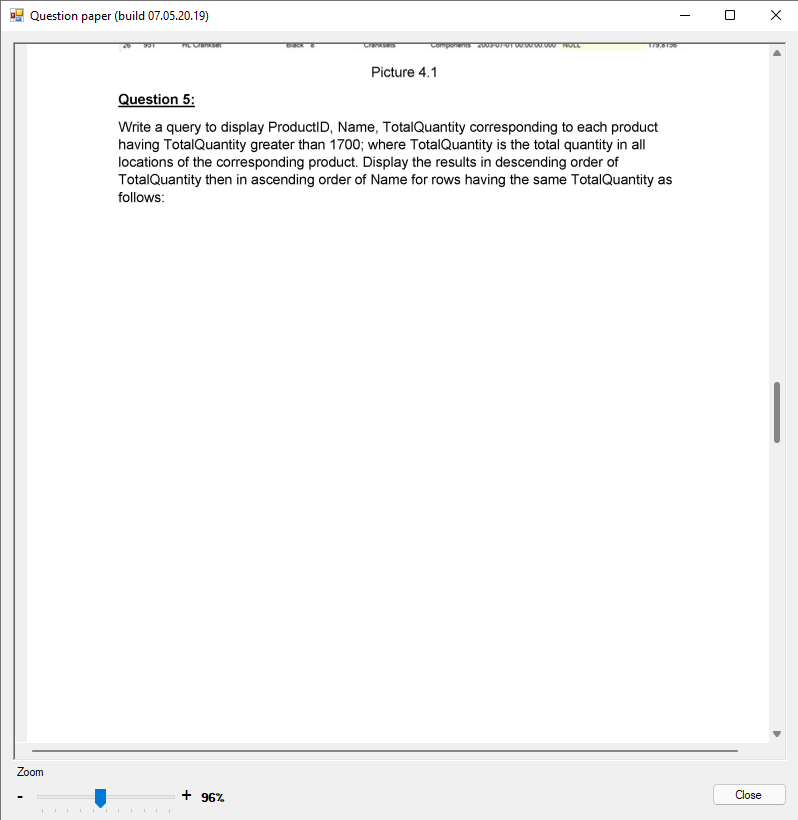 Question paper (build 07.05.20.19)
26 951 HL Crankset Black 8 Cranksets Components 2003-07-01 00:00:00.000 NULL 179,8156
Picture 4.1
Question 5:
Write a query to display ProductID, Name, TotalQuantity corresponding to each product
having TotalQuantity greater than 1700; where TotalQuantity is the total quantity in all
locations of the corresponding product. Display the results in descending order of
TotalQuantity then in ascending order of Name for rows having the same TotalQuantity as
follows:
Zoom
- + 96%
Close